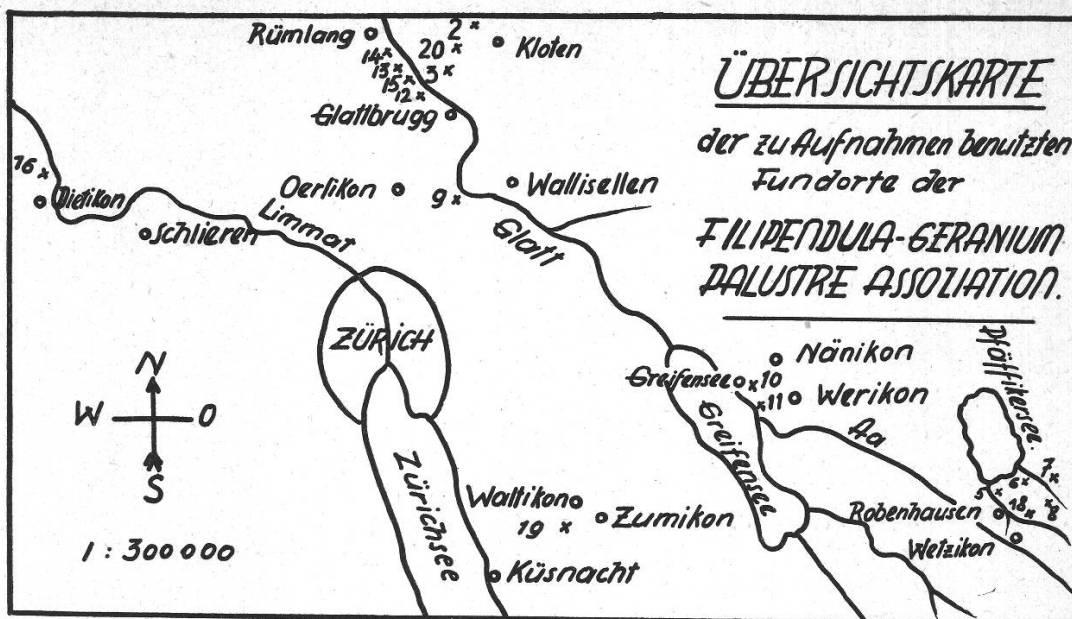 ÜBERSICHTSKARTE
der zu Aufnahmen benutzten
Fundorte der
FILIPENDULA-GERANIUM
PALUSTRE ASSOZIATION.
Rümlang
2
20
Kloten
14
13
3
15
12
Glattbrugg
16
Dietikon
Schlieren
Limmat
Oerlikon
9
Wallisellen
Glatt
ZÜRICH
N
W O
S
1 : 300000
Zürichsee
Waltikon
19
Zumikon
Küsnacht
Greifensee
10
11
Nänikon
Werikon
Greifensee
Aa
Pfäffikersee.
7
6
5
18
8
Robenhausen
Wetzikon